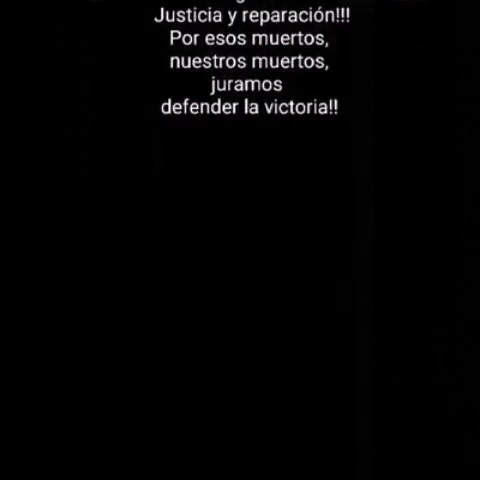 Justicia y reparación!!!
Por esos muertos,
nuestros muertos,
juramos
defender la victoria!!